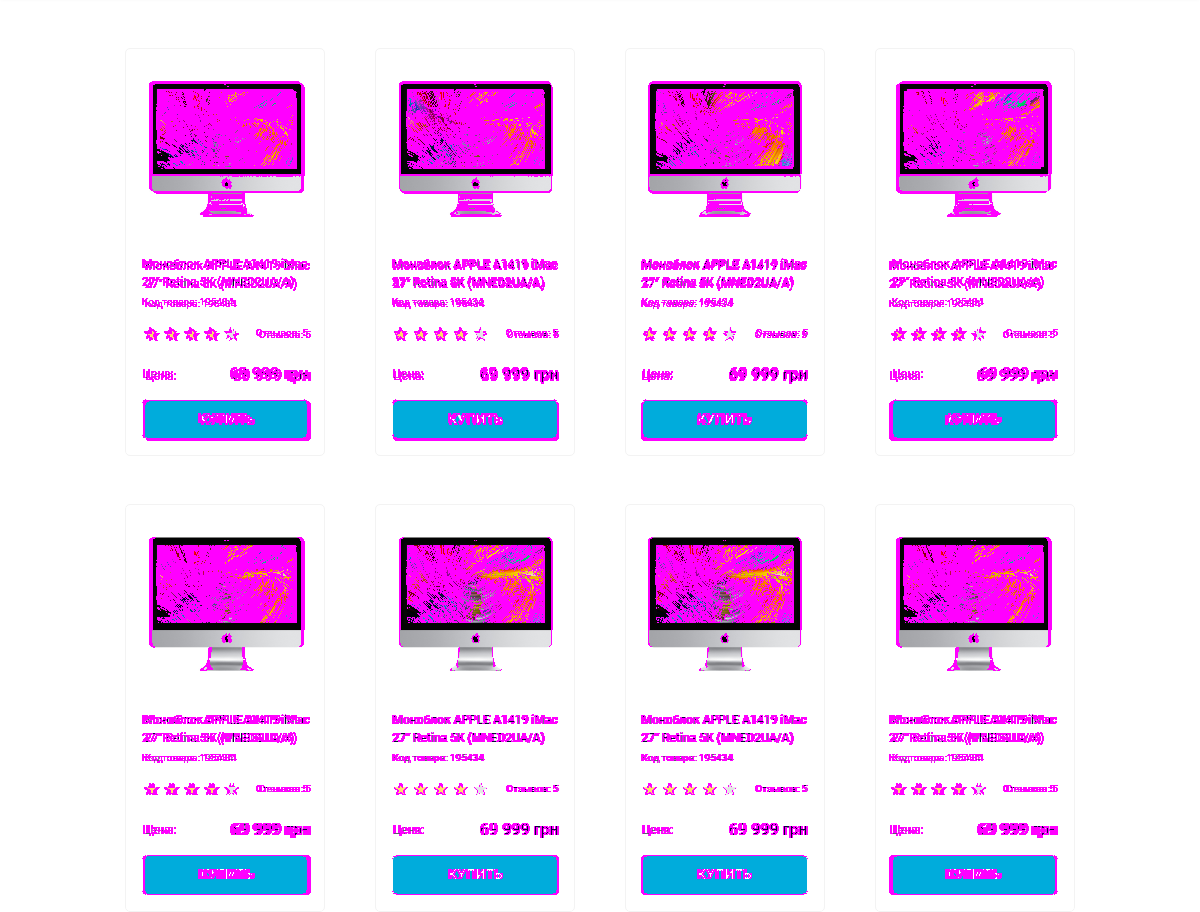 Моноблок APPLE A1419 iMac
27" Retina 5K (MNED2UA/A)
Код товара: 195434
Отзывов: 5
Цена: 69 999 грн
КУПИТЬ
Моноблок APPLE A1419 iMac
27" Retina 5K (MNED2UA/A)
Код товара: 195434
Отзывов: 5
Цена: 69 999 грн
КУПИТЬ
Моноблок APPLE A1419 iMac
27" Retina 5K (MNED2UA/A)
Код товара: 195434
Отзывов: 5
Цена: 69 999 грн
КУПИТЬ
Моноблок APPLE A1419 iMac
27" Retina 5K (MNED2UA/A)
Код товара: 195434
Отзывов: 5
Цена: 69 999 грн
КУПИТЬ
Моноблок APPLE A1419 iMac
27" Retina 5K (MNED2UA/A)
Код товара: 195434
Отзывов: 5
Цена: 69 999 грн
КУПИТЬ
Моноблок APPLE A1419 iMac
27" Retina 5K (MNED2UA/A)
Код товара: 195434
Отзывов: 5
Цена: 69 999 грн
КУПИТЬ
Моноблок APPLE A1419 iMac
27" Retina 5K (MNED2UA/A)
Код товара: 195434
Отзывов: 5
Цена: 69 999 грн
КУПИТЬ
Моноблок APPLE A1419 iMac
27" Retina 5K (MNED2UA/A)
Код товара: 195434
Отзывов: 5
Цена: 69 999 грн
КУПИТЬ